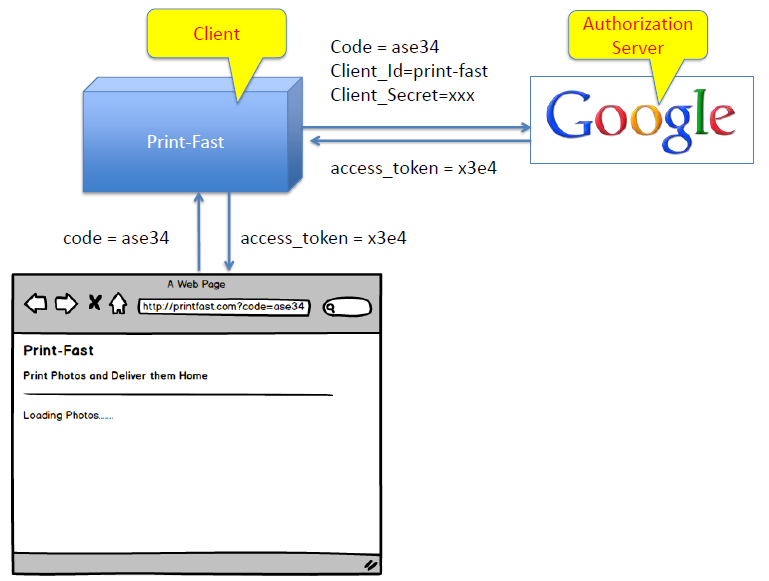 Client
Authorization
Server
Code = ase34
Client_Id=print-fast
Client_Secret=xxx
Print-Fast
Google
access_token = x3e4
code = ase34
access_token = x3e4
A Web Page
http://printfast.com?code=ase34
Print-Fast
Print Photos and Deliver them Home
Loading Photos.......